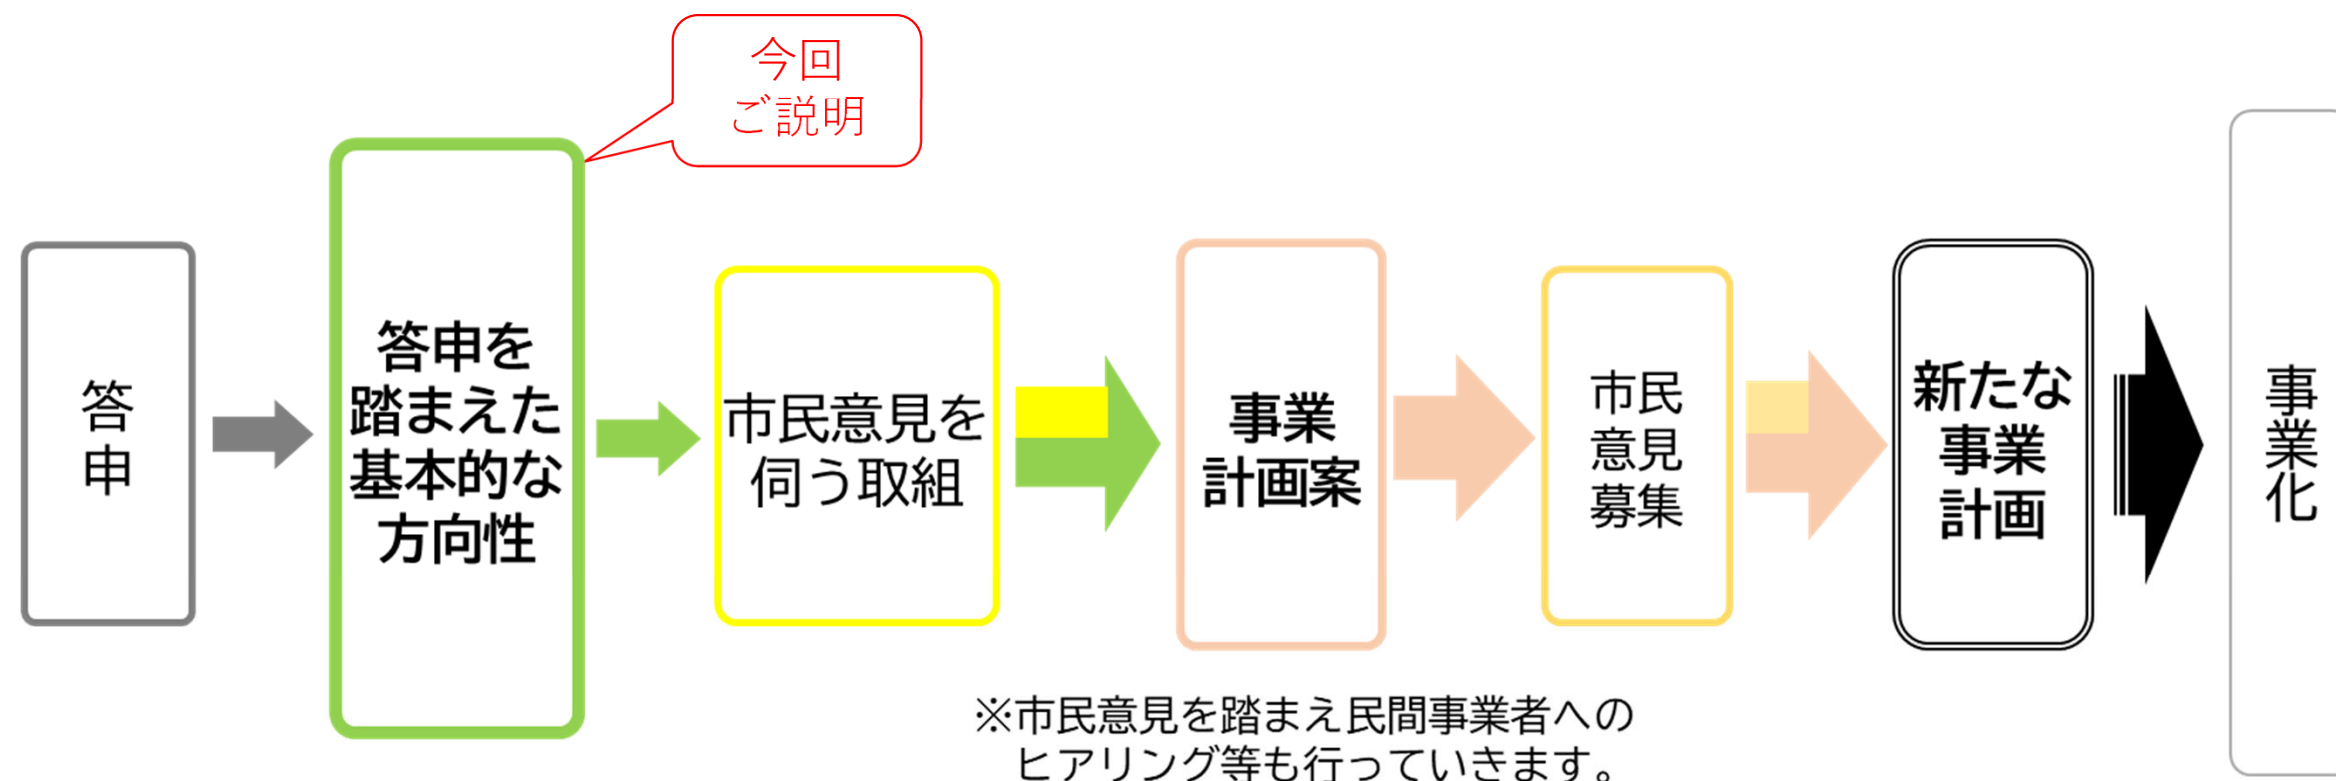 今回
ご説明
答
申
答申を
踏まえた
基本的な
方向性
市民意見を
伺う取組
事業
計画案
市民
意見
募集
新たな
事業
計画
事業化
※市民意見を踏まえ民間事業者への
ヒアリング等も行っていきます。